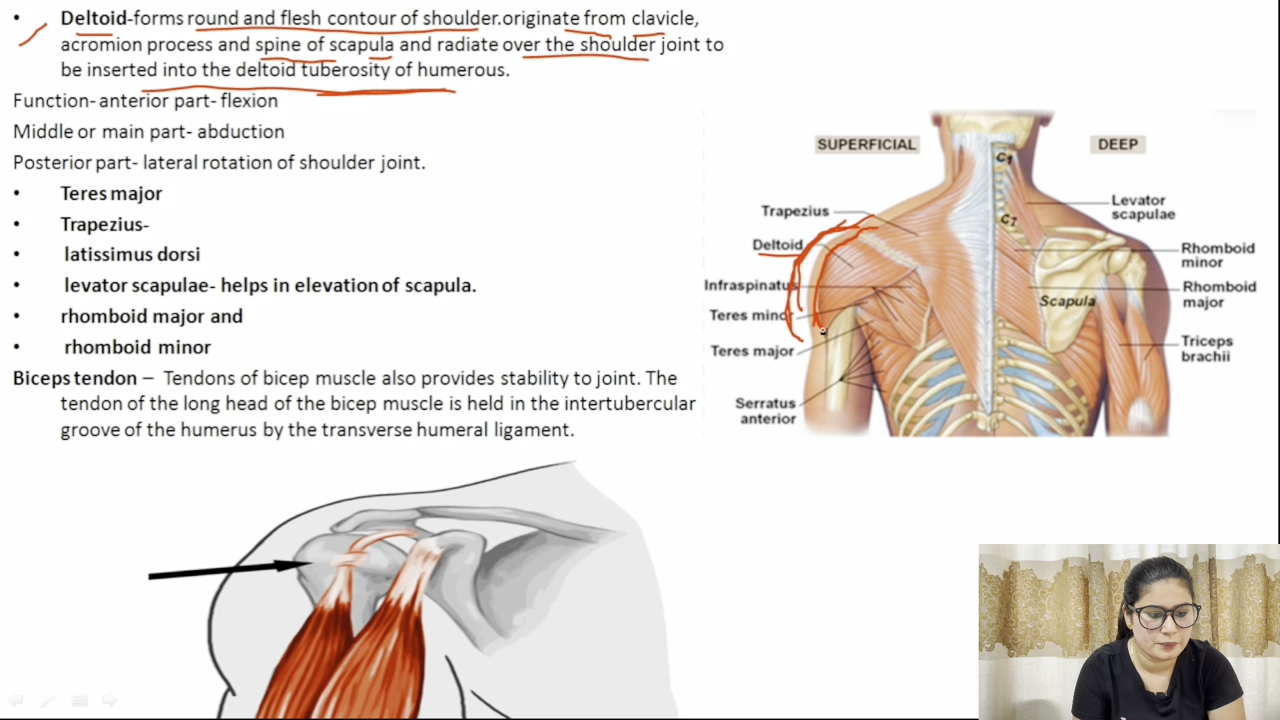 • Deltoid-forms round and flesh contour of shoulder.originate from clavicle,
acromion process and spine of scapula and radiate over the shoulder joint to
be inserted into the deltoid tuberosity of humerous.
Function- anterior part- flexion
Middle or main part- abduction
Posterior part- lateral rotation of shoulder joint.
• Teres major
• Trapezius-
• latissimus dorsi
• levator scapulae- helps in elevation of scapula.
• rhomboid major and
• rhomboid minor
Biceps tendon – Tendons of bicep muscle also provides stability to joint. The
tendon of the long head of the bicep muscle is held in the intertubercular
groove of the humerus by the transverse humeral ligament.
SUPERFICIAL
DEEP
C1
C7
Trapezius
Deltoid
Infraspinatus
Teres minor
Teres major
Serratus
anterior
Levator
scapulae
Rhomboid
minor
Rhomboid
major
Scapula
Triceps
brachii